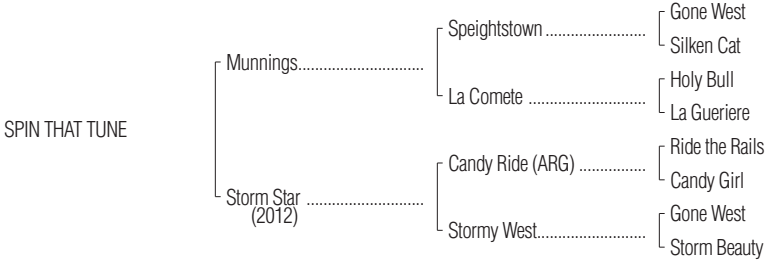 SPIN THAT TUNE
Munnings
Storm Star
(2012)
Speightstown
La Comete
Candy Ride (ARG)
Stormy West
Gone West
Silken Cat
Holy Bull
La Gueriere
Ride the Rails
Candy Girl
Gone West
Storm Beauty